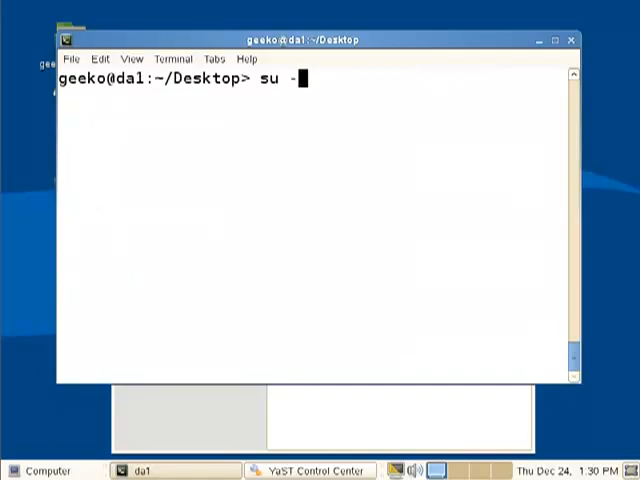 geeko@da1:~/Desktop
File Edit View Terminal Tabs Help
geeko@da1:~/Desktop> su -
Computer da1 YaST Control Center Thu Dec 24, 1:30 PM